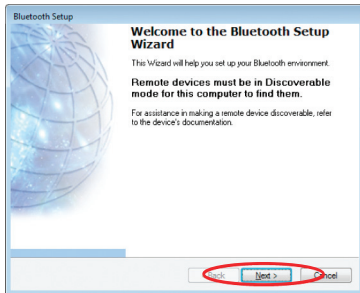 Bluetooth Setup
Welcome to the Bluetooth Setup
Wizard
This Wizard will help you set up your Bluetooth environment.
Remote devices must be in Discoverable
mode for this computer to find them.
For assistance in making a remote device discoverable, refer
to the device's documentation.
Back Next > Cancel